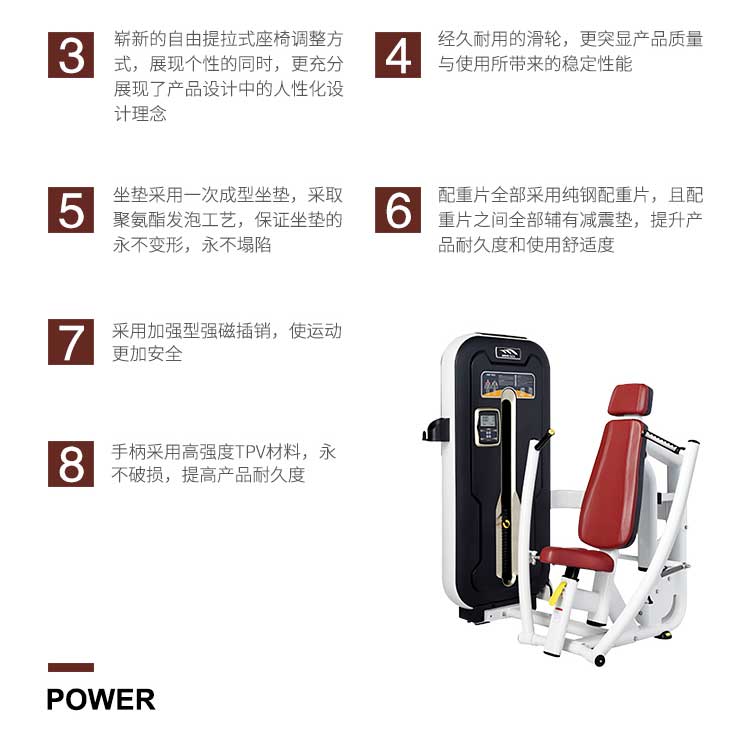 3
崭新的自由提拉式座椅调整方
式，展现个性的同时，更充分
展现了产品设计中的人性化设
计理念
4
经久耐用的滑轮，更突显产品质量
与使用所带来的稳定性能
5
坐垫采用一次成型坐垫，采取
聚氨酯发泡工艺，保证坐垫的
永不变形，永不塌陷
6
配重片全部采用纯钢配重片，且配
重片之间全部辅有减震垫，提升产
品耐久度和使用舒适度
7
采用加强型强磁插销，使运动
更加安全
8
手柄采用高强度TPV材料，永
不破损，提高产品耐久度
POWER